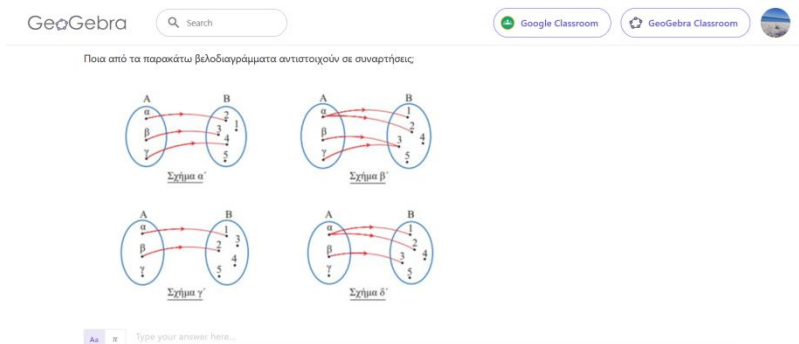 GeoGebra
Search
Google Classroom
GeoGebra Classroom
Ποια από τα παρακάτω βελοδιαγράμματα αντιστοιχούν σε συναρτήσεις;
A B
α 2
β 3 1
γ 4
5
Σχήμα α΄
A B
α 1
2
β 3 4
γ 5
Σχήμα β΄
A B
α 1
β 2 3
γ 5 4
Σχήμα γ΄
A B
α 1
2
β 3 4
γ 5
Σχήμα δ΄
Aa π Type your answer here...